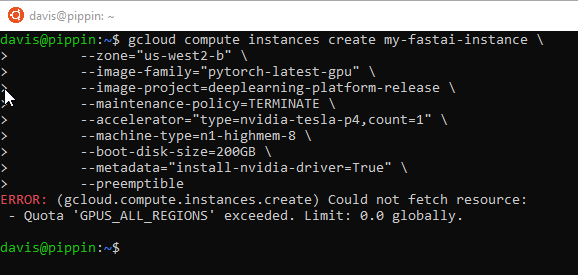 davis@pippin: ~
davis@pippin:~$ gcloud compute instances create my-fastai-instance \
>         --zone="us-west2-b" \
>         --image-family="pytorch-latest-gpu" \
>         --image-project=deeplearning-platform-release \
>         --maintenance-policy=TERMINATE \
>         --accelerator="type=nvidia-tesla-p4,count=1" \
>         --machine-type=n1-highmem-8 \
>         --boot-disk-size=200GB \
>         --metadata="install-nvidia-driver=True" \
>         --preemptible
ERROR: (gcloud.compute.instances.create) Could not fetch resource:
 - Quota 'GPUS_ALL_REGIONS' exceeded. Limit: 0.0 globally.
davis@pippin:~$